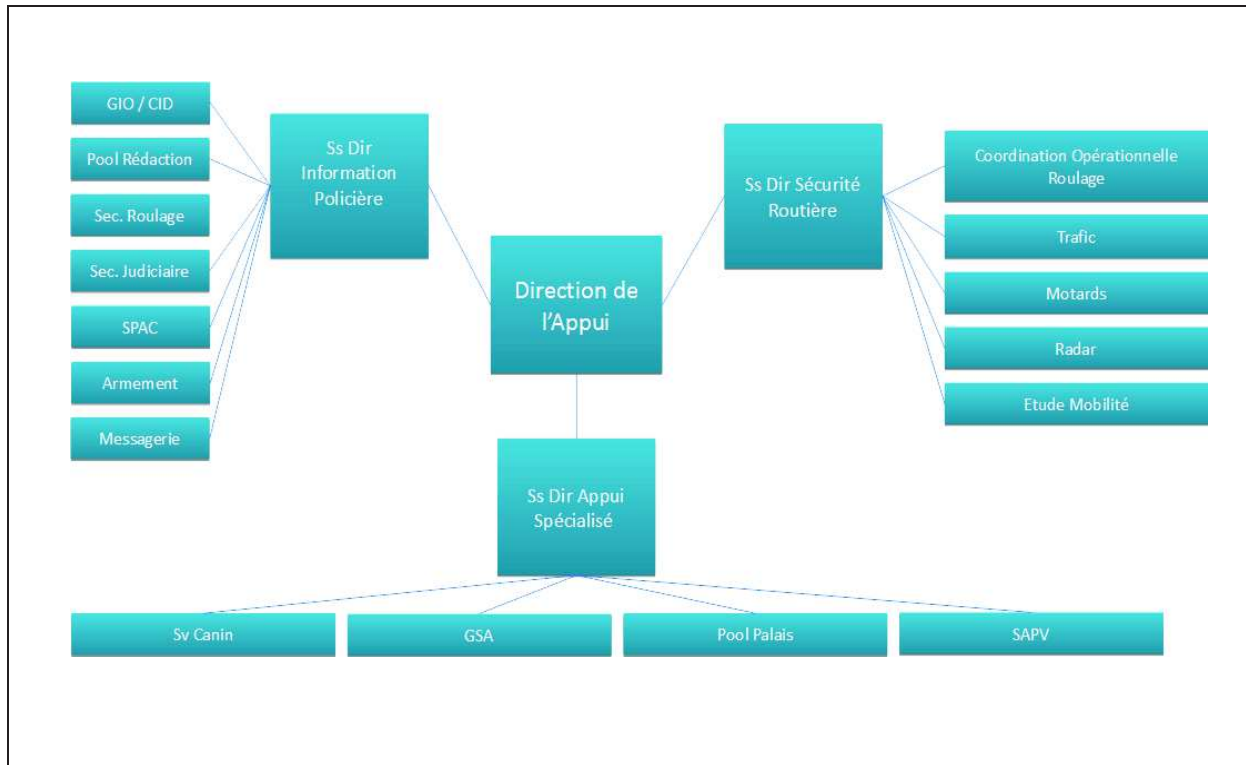 GIO / CID
Pool Rédaction
Sec. Roulage
Sec. Judiciaire
SPAC
Armement
Messagerie
Ss Dir
Information
Policière
Direction de
l'Appui
Ss Dir Sécurité
Routière
Coordination Opérationnelle
Roulage
Trafic
Motards
Radar
Etude Mobilité
Ss Dir Appui
Spécialisé
Sv Canin
GSA
Pool Palais
SAPV